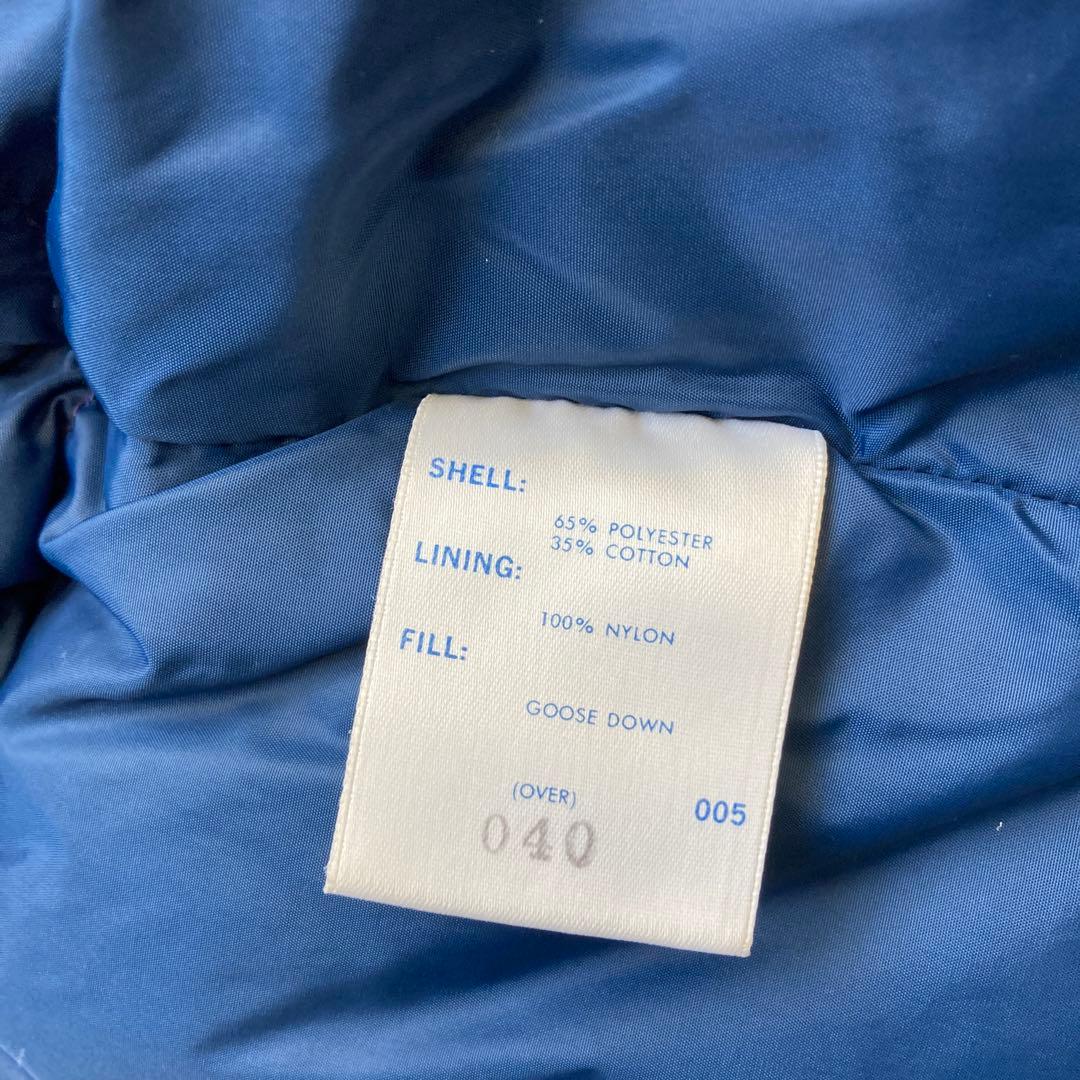 SHELL:
65% POLYESTER
35% COTTON
LINING:
100% NYLON
FILL:
GOOSE DOWN
(OVER)
005
040